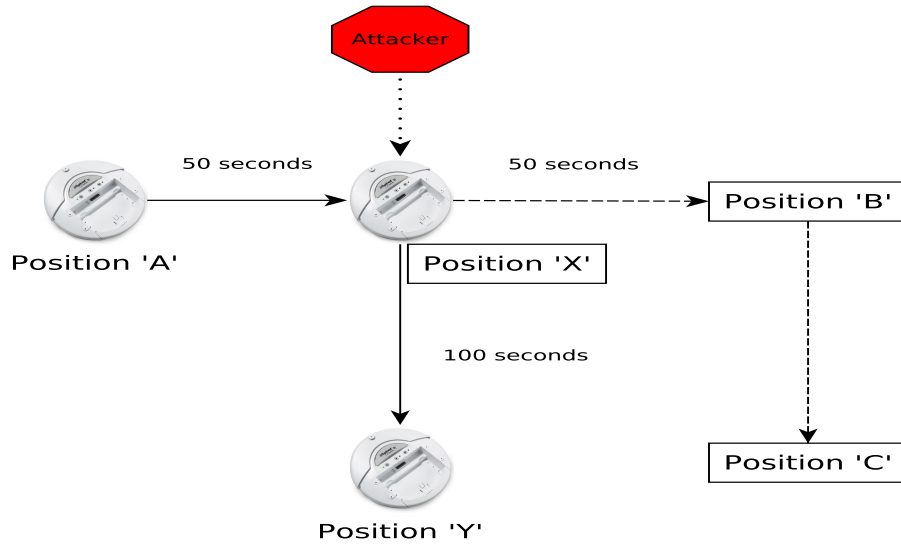 Attacker
50 seconds
50 seconds
Position 'A'
Position 'X'
Position 'B'
100 seconds
Position 'C'
Position 'Y'